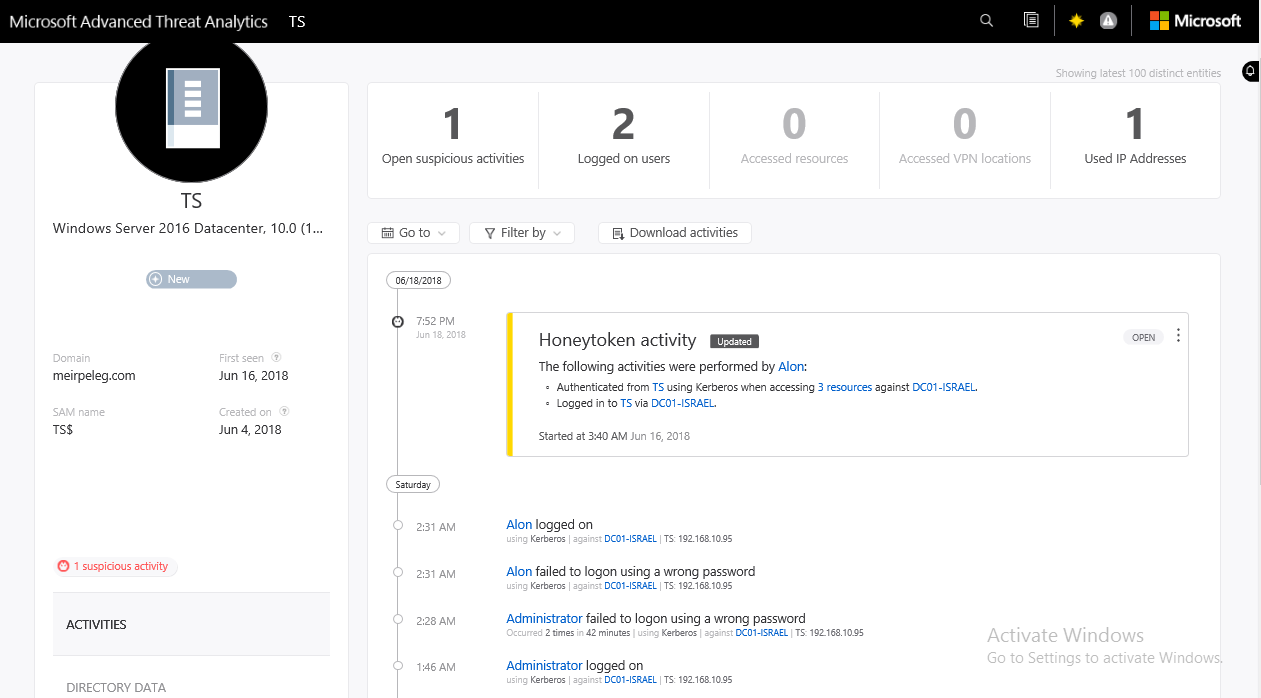 Microsoft Advanced Threat Analytics TS
Microsoft
Showing latest 100 distinct entities
TS
Windows Server 2016 Datacenter, 10.0 (1...
New
Domain
meirpeleg.com
First seen ?
Jun 16, 2018
SAM name
TS$
Created on ?
Jun 4, 2018
1 suspicious activity
ACTIVITIES
DIRECTORY DATA
1
Open suspicious activities
2
Logged on users
0
Accessed resources
0
Accessed VPN locations
1
Used IP Addresses
Go to
Filter by
Download activities
06/18/2018
7:52 PM
Jun 18, 2018
Honeytoken activity Updated
OPEN
The following activities were performed by Alon:
◦ Authenticated from TS using Kerberos when accessing 3 resources against DC01-ISRAEL.
◦ Logged in to TS via DC01-ISRAEL.
Started at 3:40 AM Jun 16, 2018
Saturday
2:31 AM
Alon logged on
using Kerberos | against DC01-ISRAEL | TS: 192.168.10.95
2:31 AM
Alon failed to logon using a wrong password
using Kerberos | against DC01-ISRAEL | TS: 192.168.10.95
2:28 AM
Administrator failed to logon using a wrong password
Occurred 2 times in 42 minutes | using Kerberos | against DC01-ISRAEL | TS: 192.168.10.95
1:46 AM
Administrator logged on
using Kerberos | against DC01-ISRAEL | TS: 192.168.10.95
Activate Windows
Go to Settings to activate Windows.